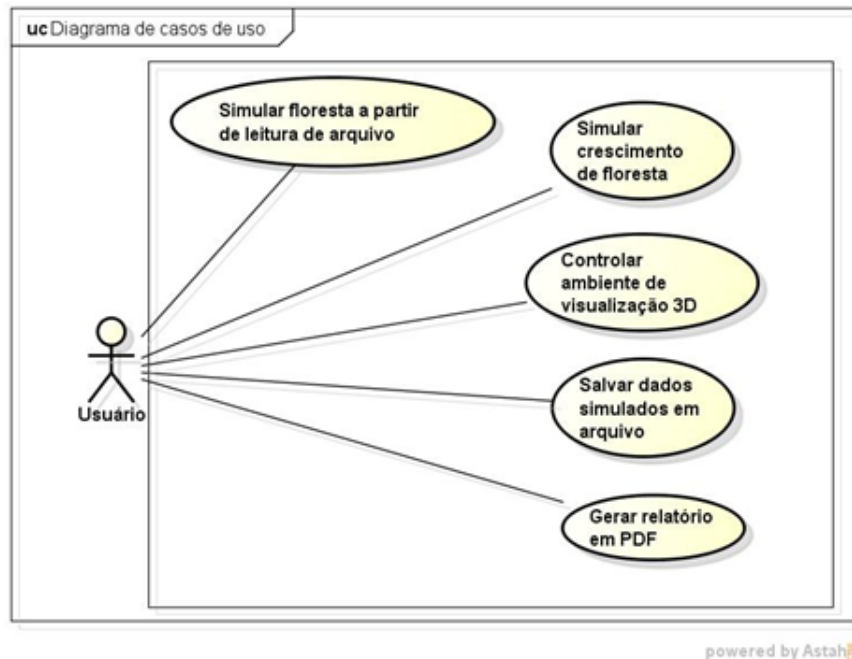 uc Diagrama de casos de uso
Simular floresta a partir
de leitura de arquivo
Simular
crescimento
de floresta
Controlar
ambiente de
visualização 3D
Usuário
Salvar dados
simulados em
arquivo
Gerar relatório
em PDF
powered by Astah